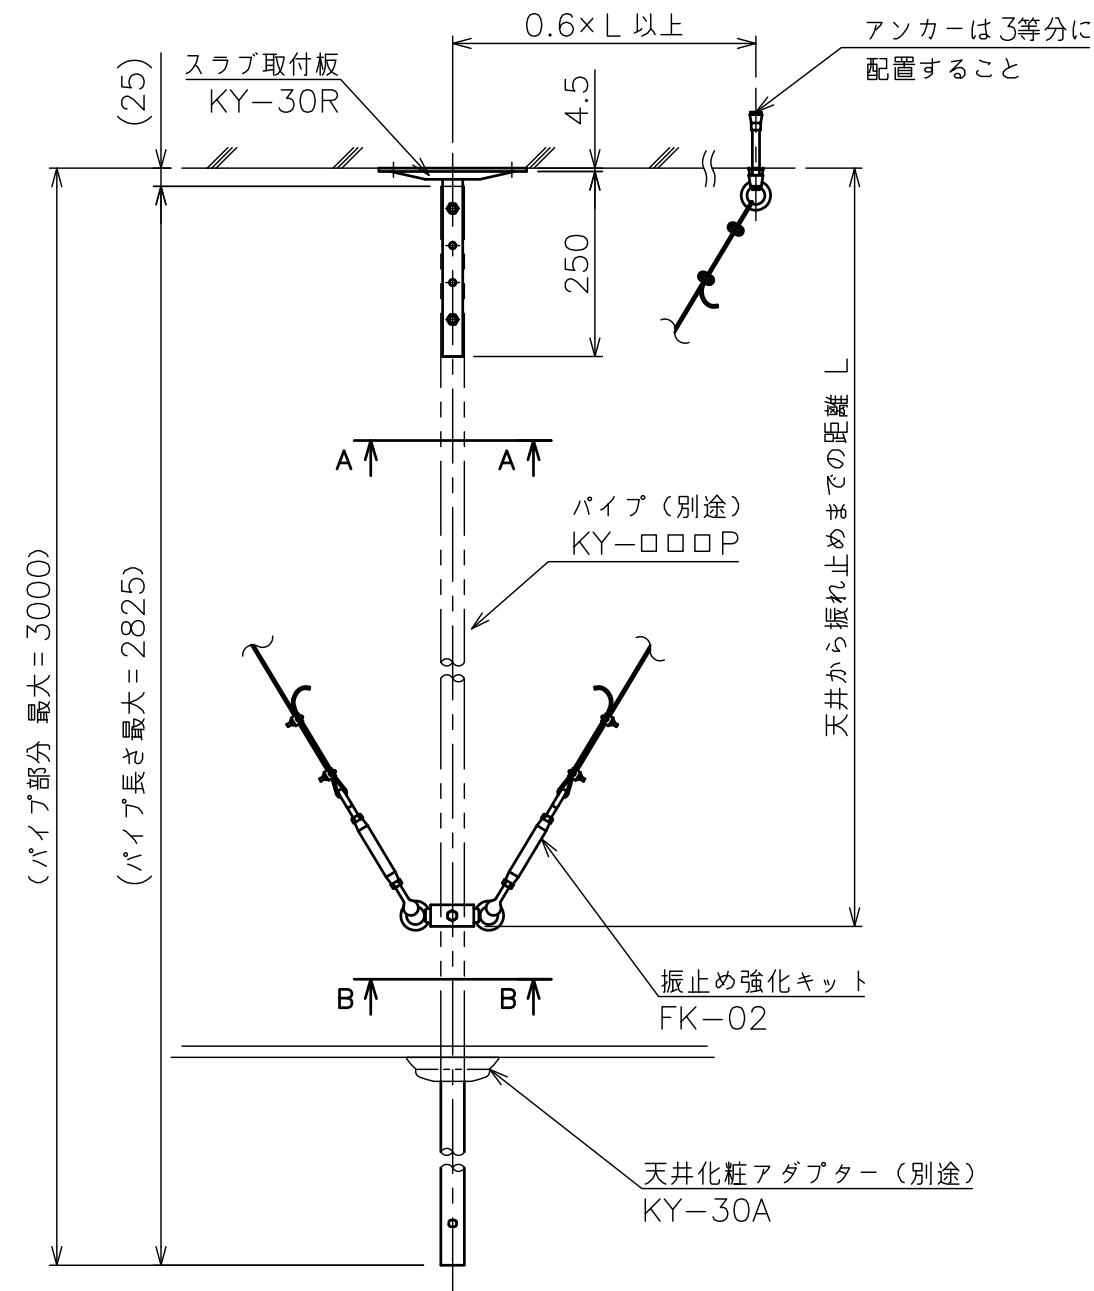 0.6×L 以上
アンカーは3等分に
配置すること
スラブ取付板
KY−30R
(25)
4.5
250
A
A
パイプ（別途）
KY−□□□P
天井から振れ止めまでの距離 L
（パイプ部分 最大=3000）
（パイプ長さ最大=2825）
振止め強化キット
FK−02
B
B
天井化粧アダプター（別途）
KY−30A